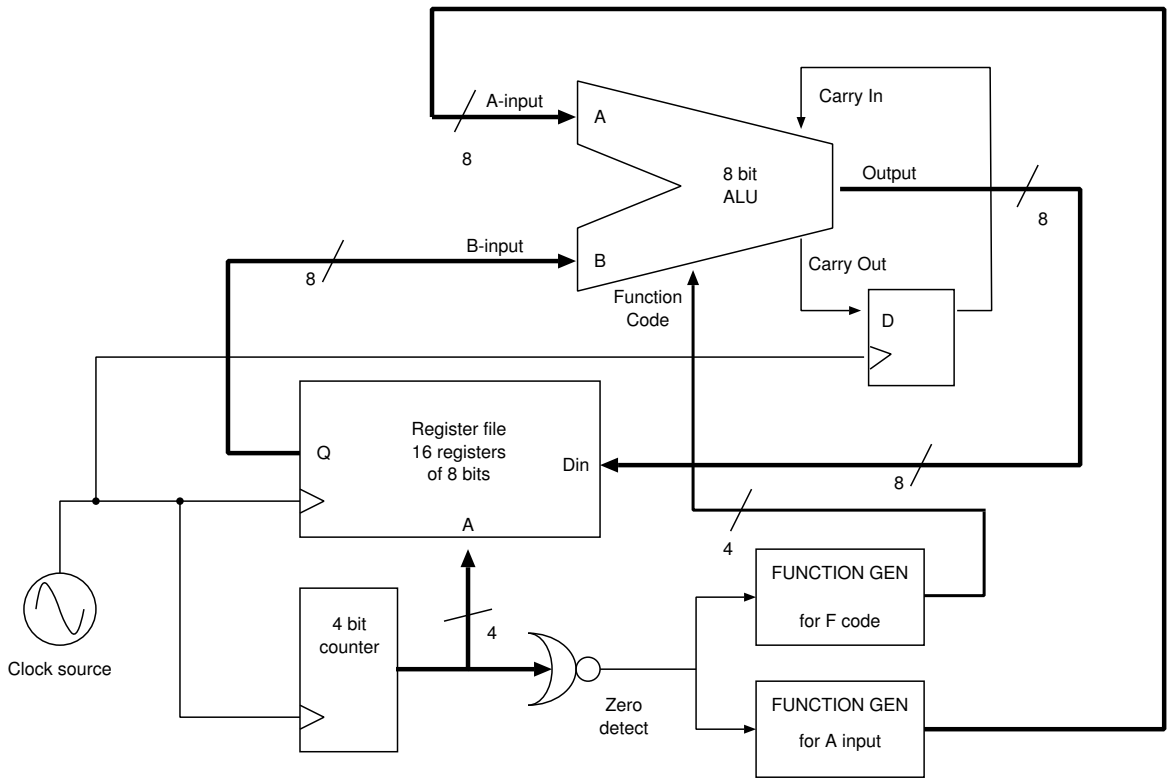 A-input
8
A
Carry In
8 bit
ALU
Output
8
B-input
8
B
Carry Out
Function
Code
D
Register file
16 registers
of 8 bits
Q
Din
8
A
4
FUNCTION GEN
for F code
4 bit
counter
4
Clock source
Zero
detect
FUNCTION GEN
for A input